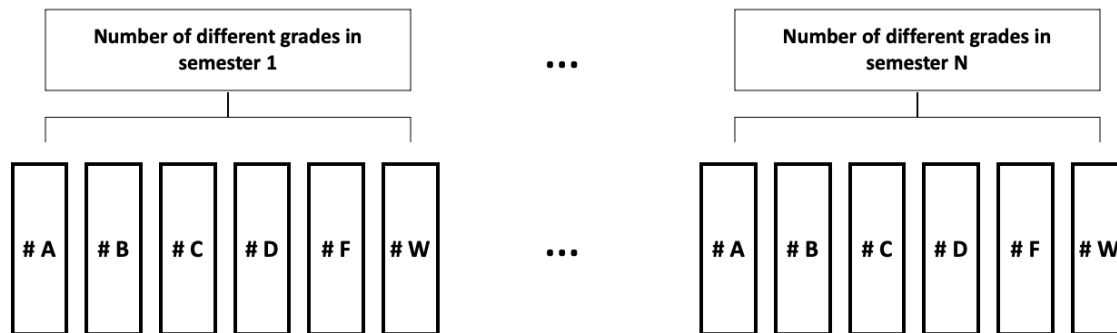 Number of different grades in
semester 1
...
Number of different grades in
semester N
# A # B # C # D # F # W ... # A # B # C # D # F # W